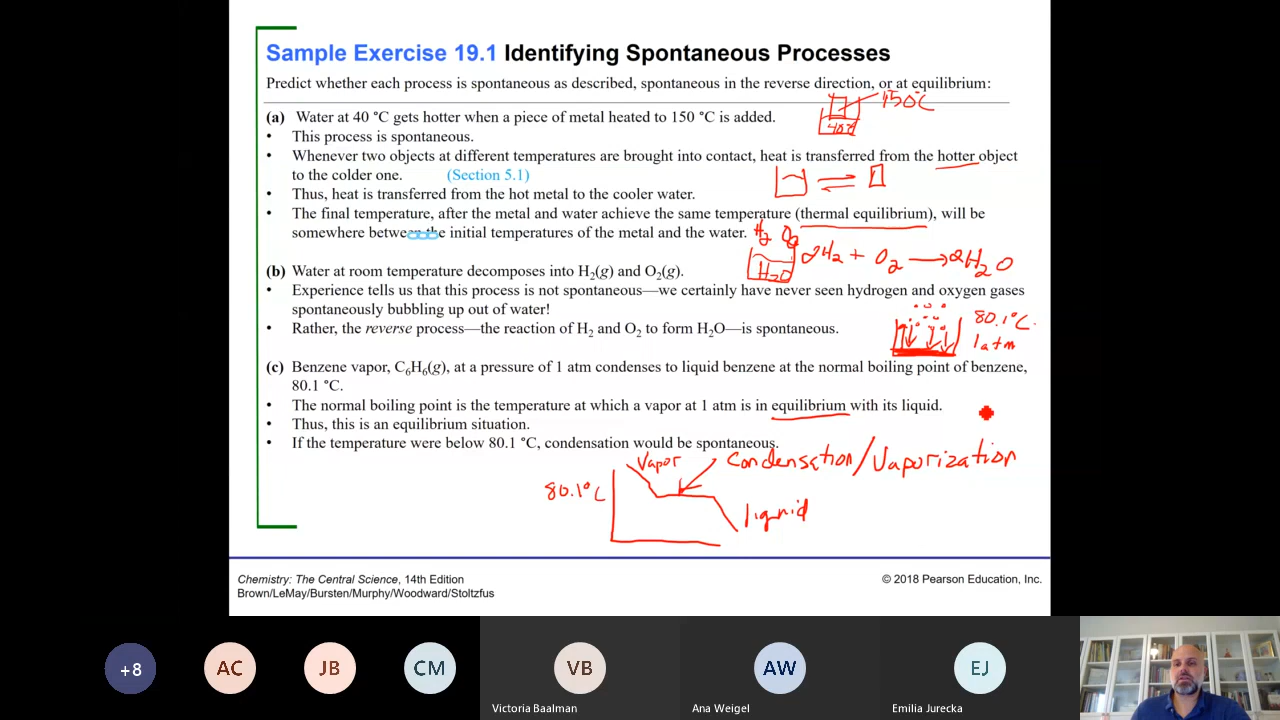 Sample Exercise 19.1 Identifying Spontaneous Processes
Predict whether each process is spontaneous as described, spontaneous in the reverse direction, or at equilibrium:
150°C
(a) Water at 40 °C gets hotter when a piece of metal heated to 150 °C is added.
40°C
• This process is spontaneous.
• Whenever two objects at different temperatures are brought into contact, heat is transferred from the hotter object
to the colder one. (Section 5.1)
• Thus, heat is transferred from the hot metal to the cooler water.
• The final temperature, after the metal and water achieve the same temperature (thermal equilibrium), will be
somewhere between the initial temperatures of the metal and the water.
H₂ O₂
H₂O
2H₂ + O₂ → 2H₂O
(b) Water at room temperature decomposes into H₂(g) and O₂(g).
• Experience tells us that this process is not spontaneous—we certainly have never seen hydrogen and oxygen gases
spontaneously bubbling up out of water!
• Rather, the reverse process—the reaction of H₂ and O₂ to form H₂O—is spontaneous.
80.1°C
1 atm
(c) Benzene vapor, C₆H₆(g), at a pressure of 1 atm condenses to liquid benzene at the normal boiling point of benzene,
80.1 °C.
• The normal boiling point is the temperature at which a vapor at 1 atm is in equilibrium with its liquid.
• Thus, this is an equilibrium situation.
• If the temperature were below 80.1 °C, condensation would be spontaneous.
Vapor Condensation/Vaporization
80.1°C
liquid
Chemistry: The Central Science, 14th Edition
Brown/LeMay/Bursten/Murphy/Woodward/Stoltzfus
© 2018 Pearson Education, Inc.
+8 AC JB CM VB AW EJ
Victoria Baalman Ana Weigel Emilia Jurecka